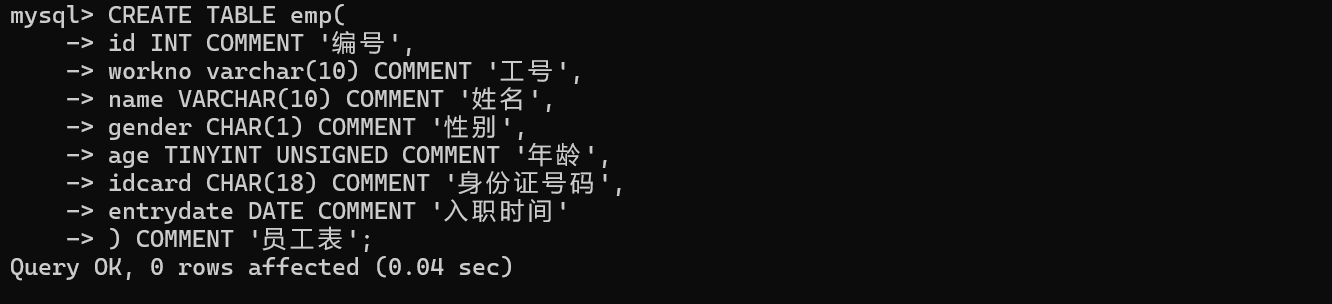 mysql> CREATE TABLE emp(
    -> id INT COMMENT '编号',
    -> workno varchar(10) COMMENT '工号',
    -> name VARCHAR(10) COMMENT '姓名',
    -> gender CHAR(1) COMMENT '性别',
    -> age TINYINT UNSIGNED COMMENT '年龄',
    -> idcard CHAR(18) COMMENT '身份证号码',
    -> entrydate DATE COMMENT '入职时间'
    -> ) COMMENT '员工表';
Query OK, 0 rows affected (0.04 sec)